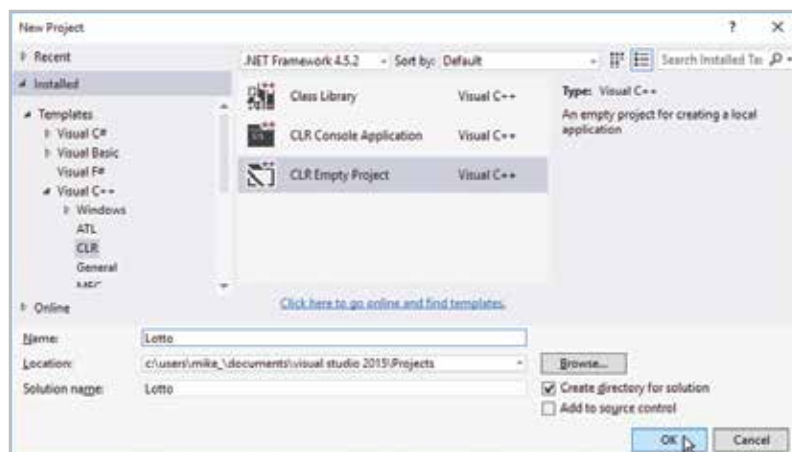 New Project
? ×
Recent
Installed
Templates
Visual C#
Visual Basic
Visual F#
Visual C++
Windows
ATL
CLR
General
MFC
Online
.NET Framework 4.5.2
Sort by: Default
Search Installed Te
Class Library Visual C++
CLR Console Application Visual C++
CLR Empty Project Visual C++
Type: Visual C++
An empty project for creating a local
application
Click here to go online and find templates.
Name: Lotto
Location: c:\users\mike_\documents\visual studio 2015\Projects
Browse...
Solution name: Lotto
Create directory for solution
Add to source control
OK Cancel